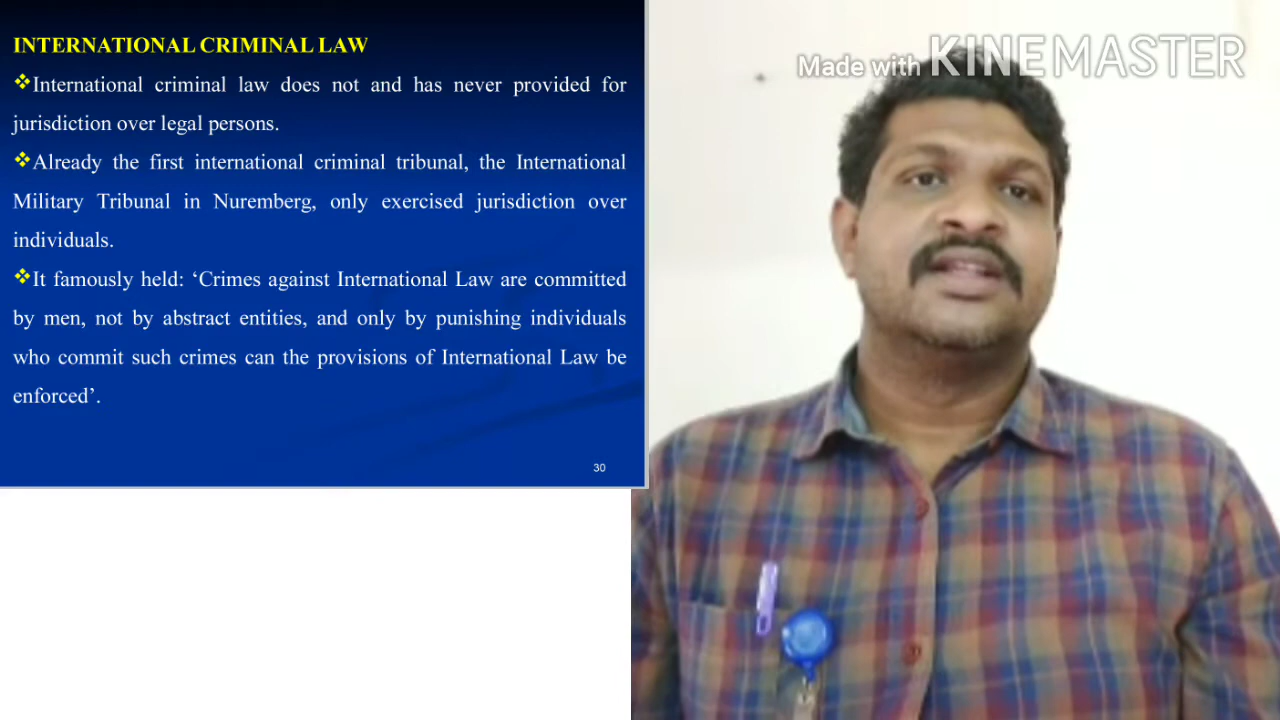 INTERNATIONAL CRIMINAL LAW
❖International criminal law does not and has never provided for
jurisdiction over legal persons.
❖Already the first international criminal tribunal, the International
Military Tribunal in Nuremberg, only exercised jurisdiction over
individuals.
❖It famously held: ‘Crimes against International Law are committed
by men, not by abstract entities, and only by punishing individuals
who commit such crimes can the provisions of International Law be
enforced’.
30
Made with KINEMASTER